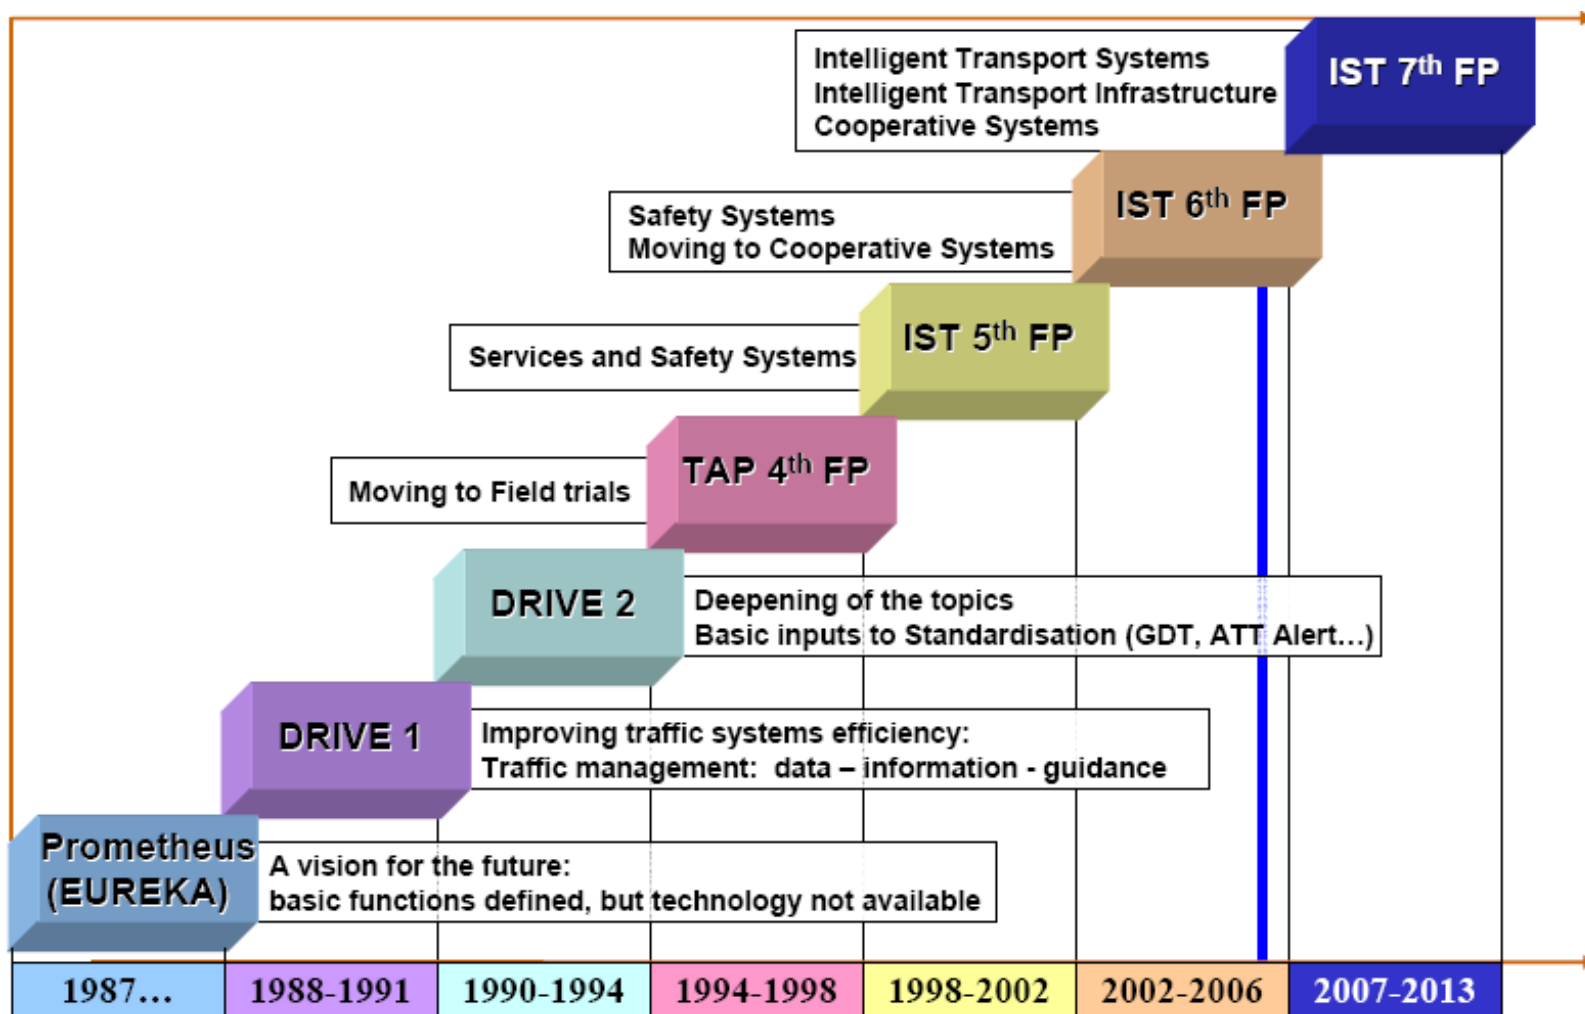 Intelligent Transport Systems
Intelligent Transport Infrastructure
Cooperative Systems
IST 7th FP
Safety Systems
Moving to Cooperative Systems
IST 6th FP
Services and Safety Systems
IST 5th FP
Moving to Field trials
TAP 4th FP
DRIVE 2
Deepening of the topics
Basic inputs to Standardisation (GDT, ATT Alert...)
DRIVE 1
Improving traffic systems efficiency:
Traffic management: data – information - guidance
Prometheus
(EUREKA)
A vision for the future:
basic functions defined, but technology not available
1987...
1988-1991
1990-1994
1994-1998
1998-2002
2002-2006
2007-2013